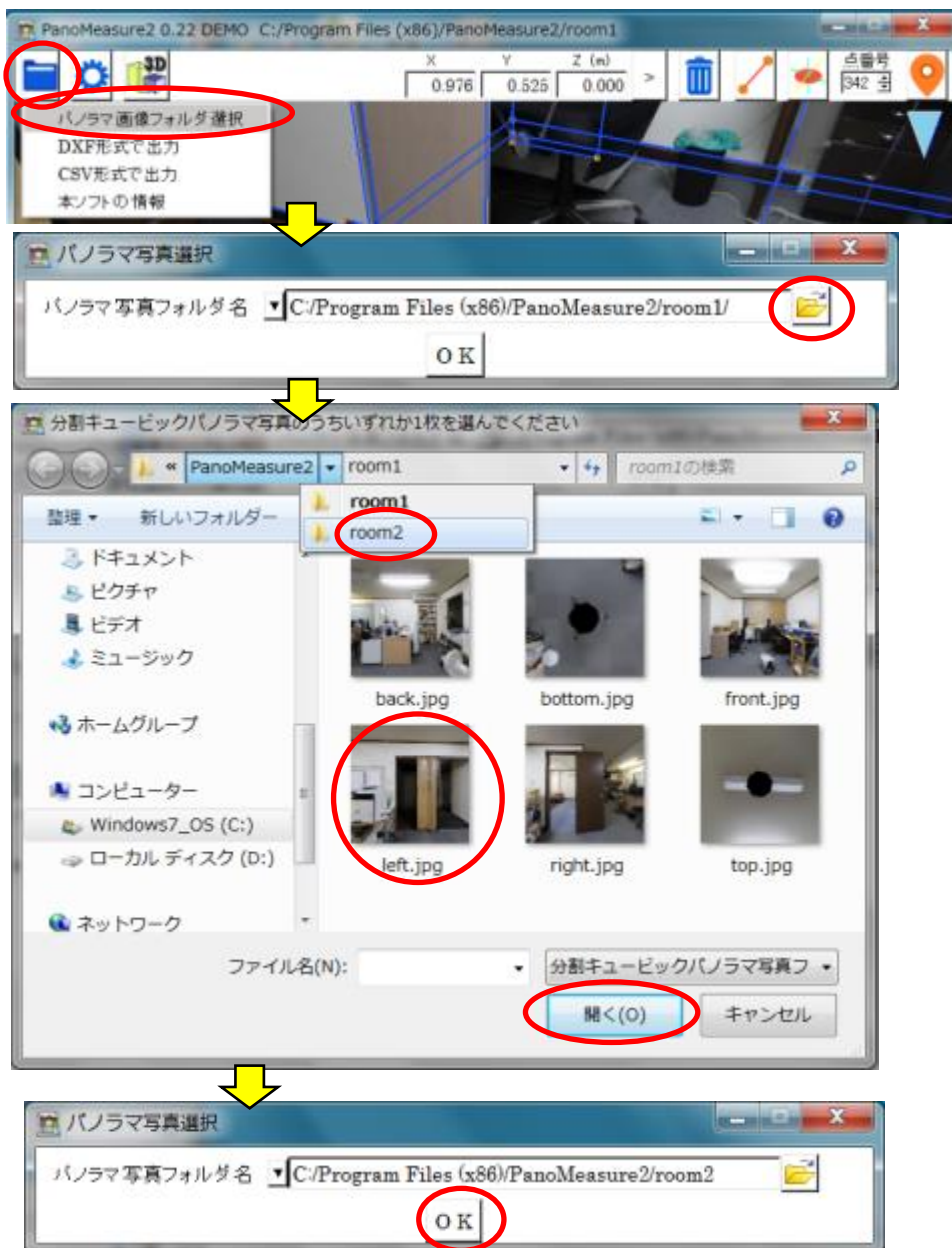 PanoMeasure2 0.22 DEMO C:/Program Files (x86)/PanoMeasure2/room1
3D
X Y Z (m)
0.976 0.525 0.000 >
点番号
342
パノラマ画像フォルダ選択
DXF形式で出力
CSV形式で出力
本ソフトの情報
パノラマ写真選択
パノラマ写真フォルダ名 C:/Program Files (x86)/PanoMeasure2/room1/
OK
分割キュービックパノラマ写真のうちいずれか1枚を選んでください
« PanoMeasure2 room1
room1の検索
room1
room2
整理 新しいフォルダー
ドキュメント
ピクチャ
ビデオ
ミュージック
ホームグループ
コンピューター
Windows7_OS (C:)
ローカル ディスク (D:)
ネットワーク
back.jpg bottom.jpg front.jpg
left.jpg right.jpg top.jpg
ファイル名(N):
分割キュービックパノラマ写真フ
開く(O) キャンセル
パノラマ写真選択
パノラマ写真フォルダ名 C:/Program Files (x86)/PanoMeasure2/room2
OK